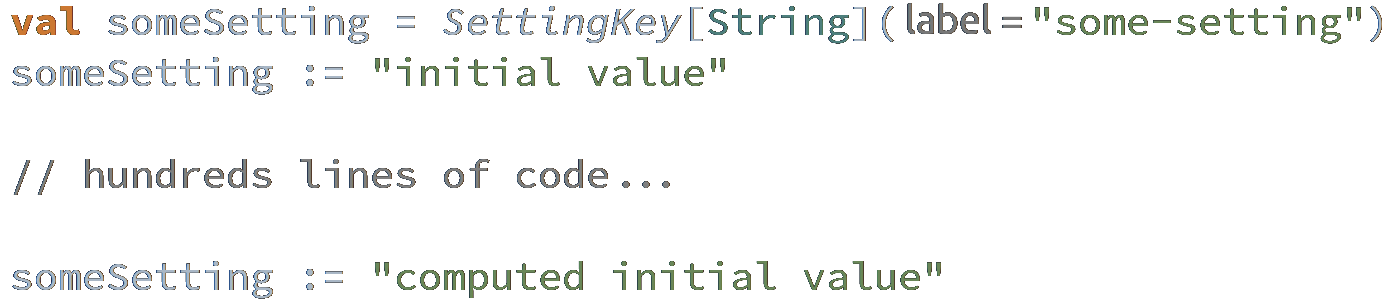 val someSetting = SettingKey[String](label="some-setting")
someSetting := "initial value"
// hundreds lines of code...
someSetting := "computed initial value"